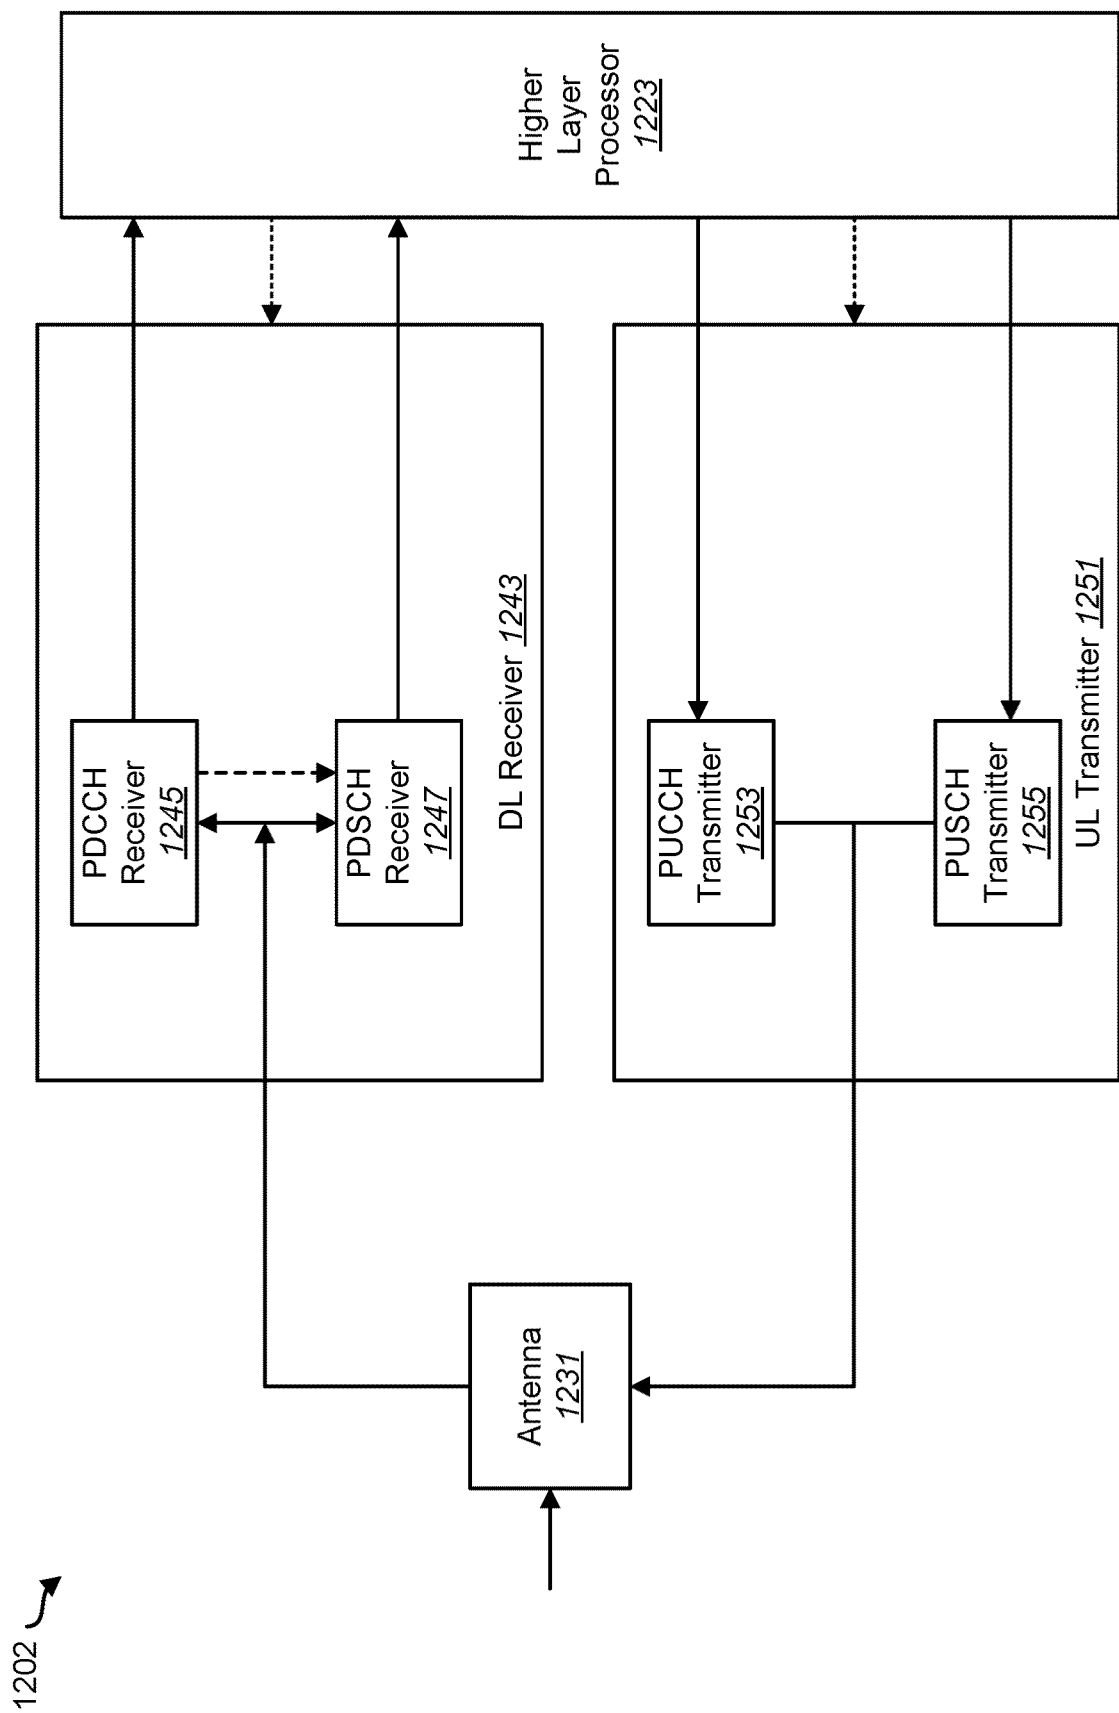 1202
Antenna
1231
PDCCH
Receiver
1245
PDSCH
Receiver
1247
DL Receiver 1243
PUCCH
Transmitter
1253
PUSCH
Transmitter
1255
UL Transmitter 1251
Higher
Layer
Processor
1223